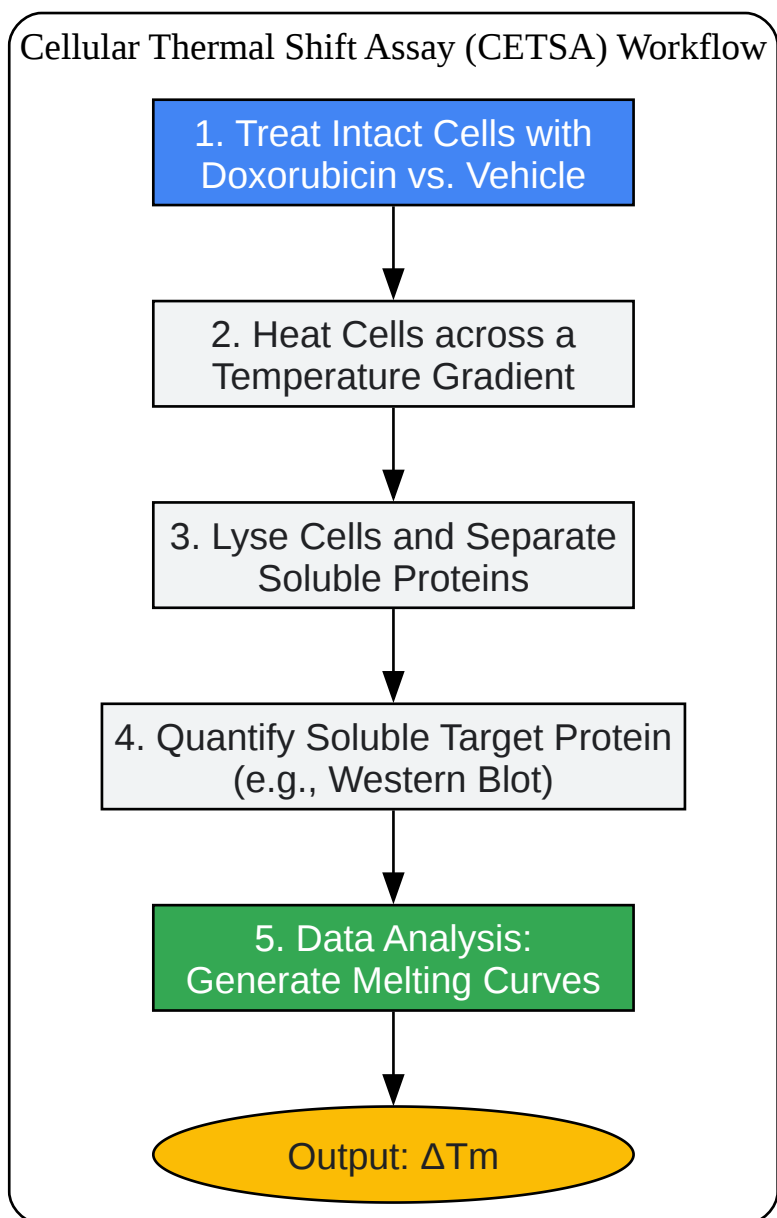 Cellular Thermal Shift Assay (CETSA) Workflow
1. Treat Intact Cells with
Doxorubicin vs. Vehicle
2. Heat Cells across a
Temperature Gradient
3. Lyse Cells and Separate
Soluble Proteins
4. Quantify Soluble Target Protein
(e.g., Western Blot)
5. Data Analysis:
Generate Melting Curves
Output: ΔTm